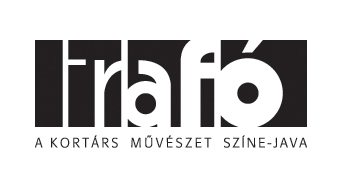 trafó
A KORTÁRS MŰVÉSZET SZÍNE-JAVA